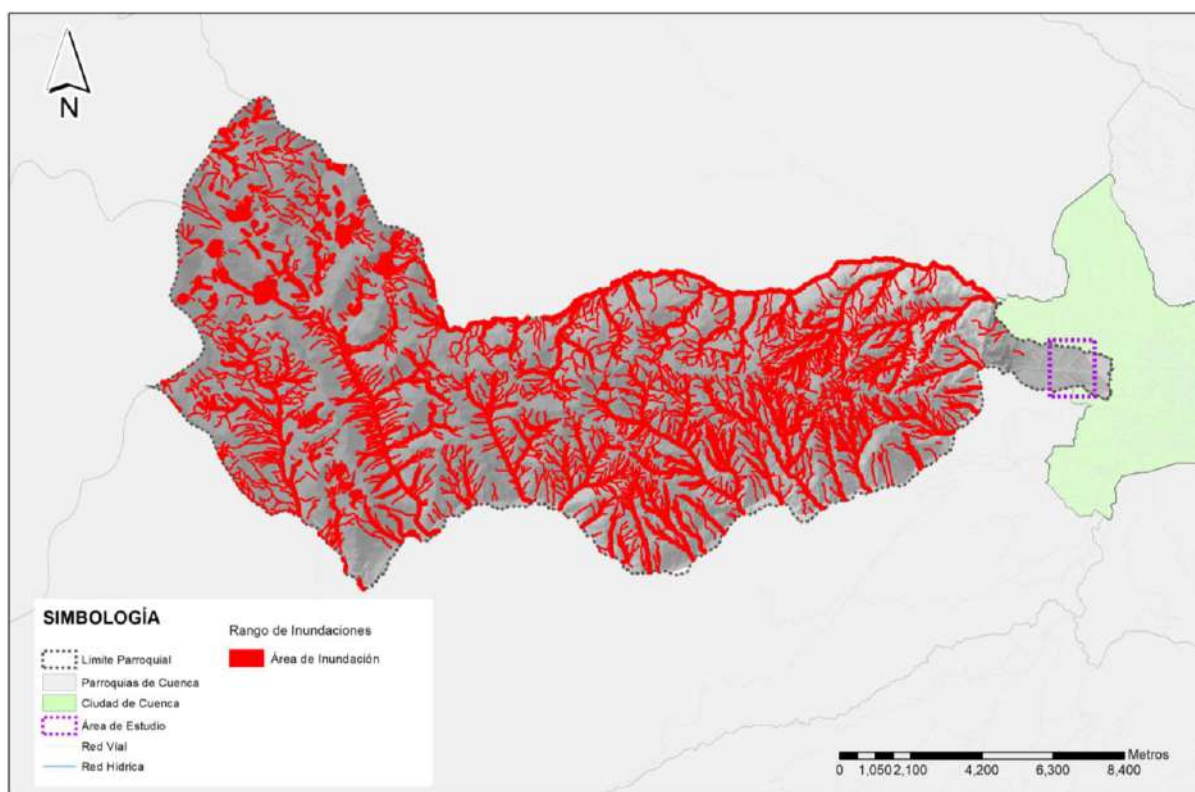 N
SIMBOLOGÍA
Limite Parroquial
Parroquias de Cuenca
Ciudad de Cuenca
Área de Estudio
Red Vial
Red Hídrica
Rango de Inundaciones
Área de Inundación
Metros
0 1,050 2,100 4,200 6,300 8,400